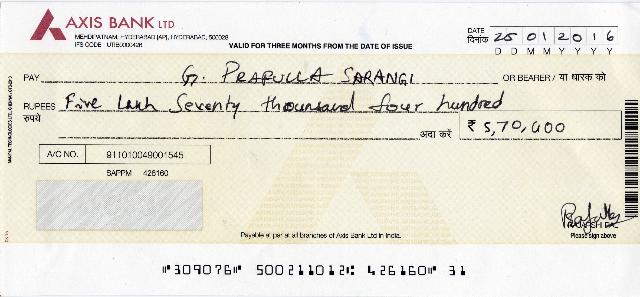 AXIS BANK LTD
MEHDIPATNAM, HYDERABAD [AP], HYDERABAD, 500028
IFS CODE : UTIB0000426
VALID FOR THREE MONTHS FROM THE DATE OF ISSUE
DATE
दिनांक 25 01 2016
D D M M Y Y Y Y
PAY G. PRAFULLA SARANGI OR BEARER / या धारक को
RUPEES Five Lakh Seventy thousand four hundred
रुपये
अदा करें ₹ 5,70,400
A/C NO. 911010049001545
SAPPM 426160
AXIS BANK
Please sign above
Payable at par at all branches of Axis Bank Ltd in India.
"309076" 500211012: 426160" 31